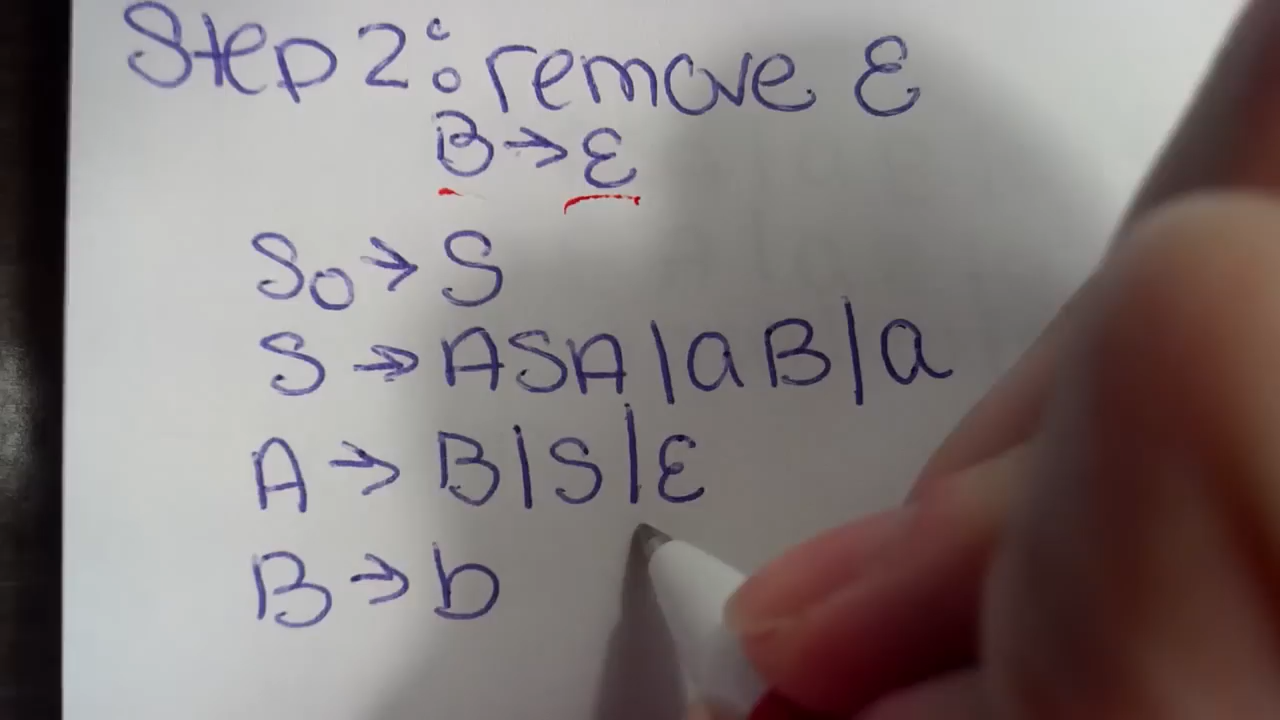 Step 2: remove ε
B → ε
S₀ → S
S → ASA | aB | a
A → B | S | ε
B → b